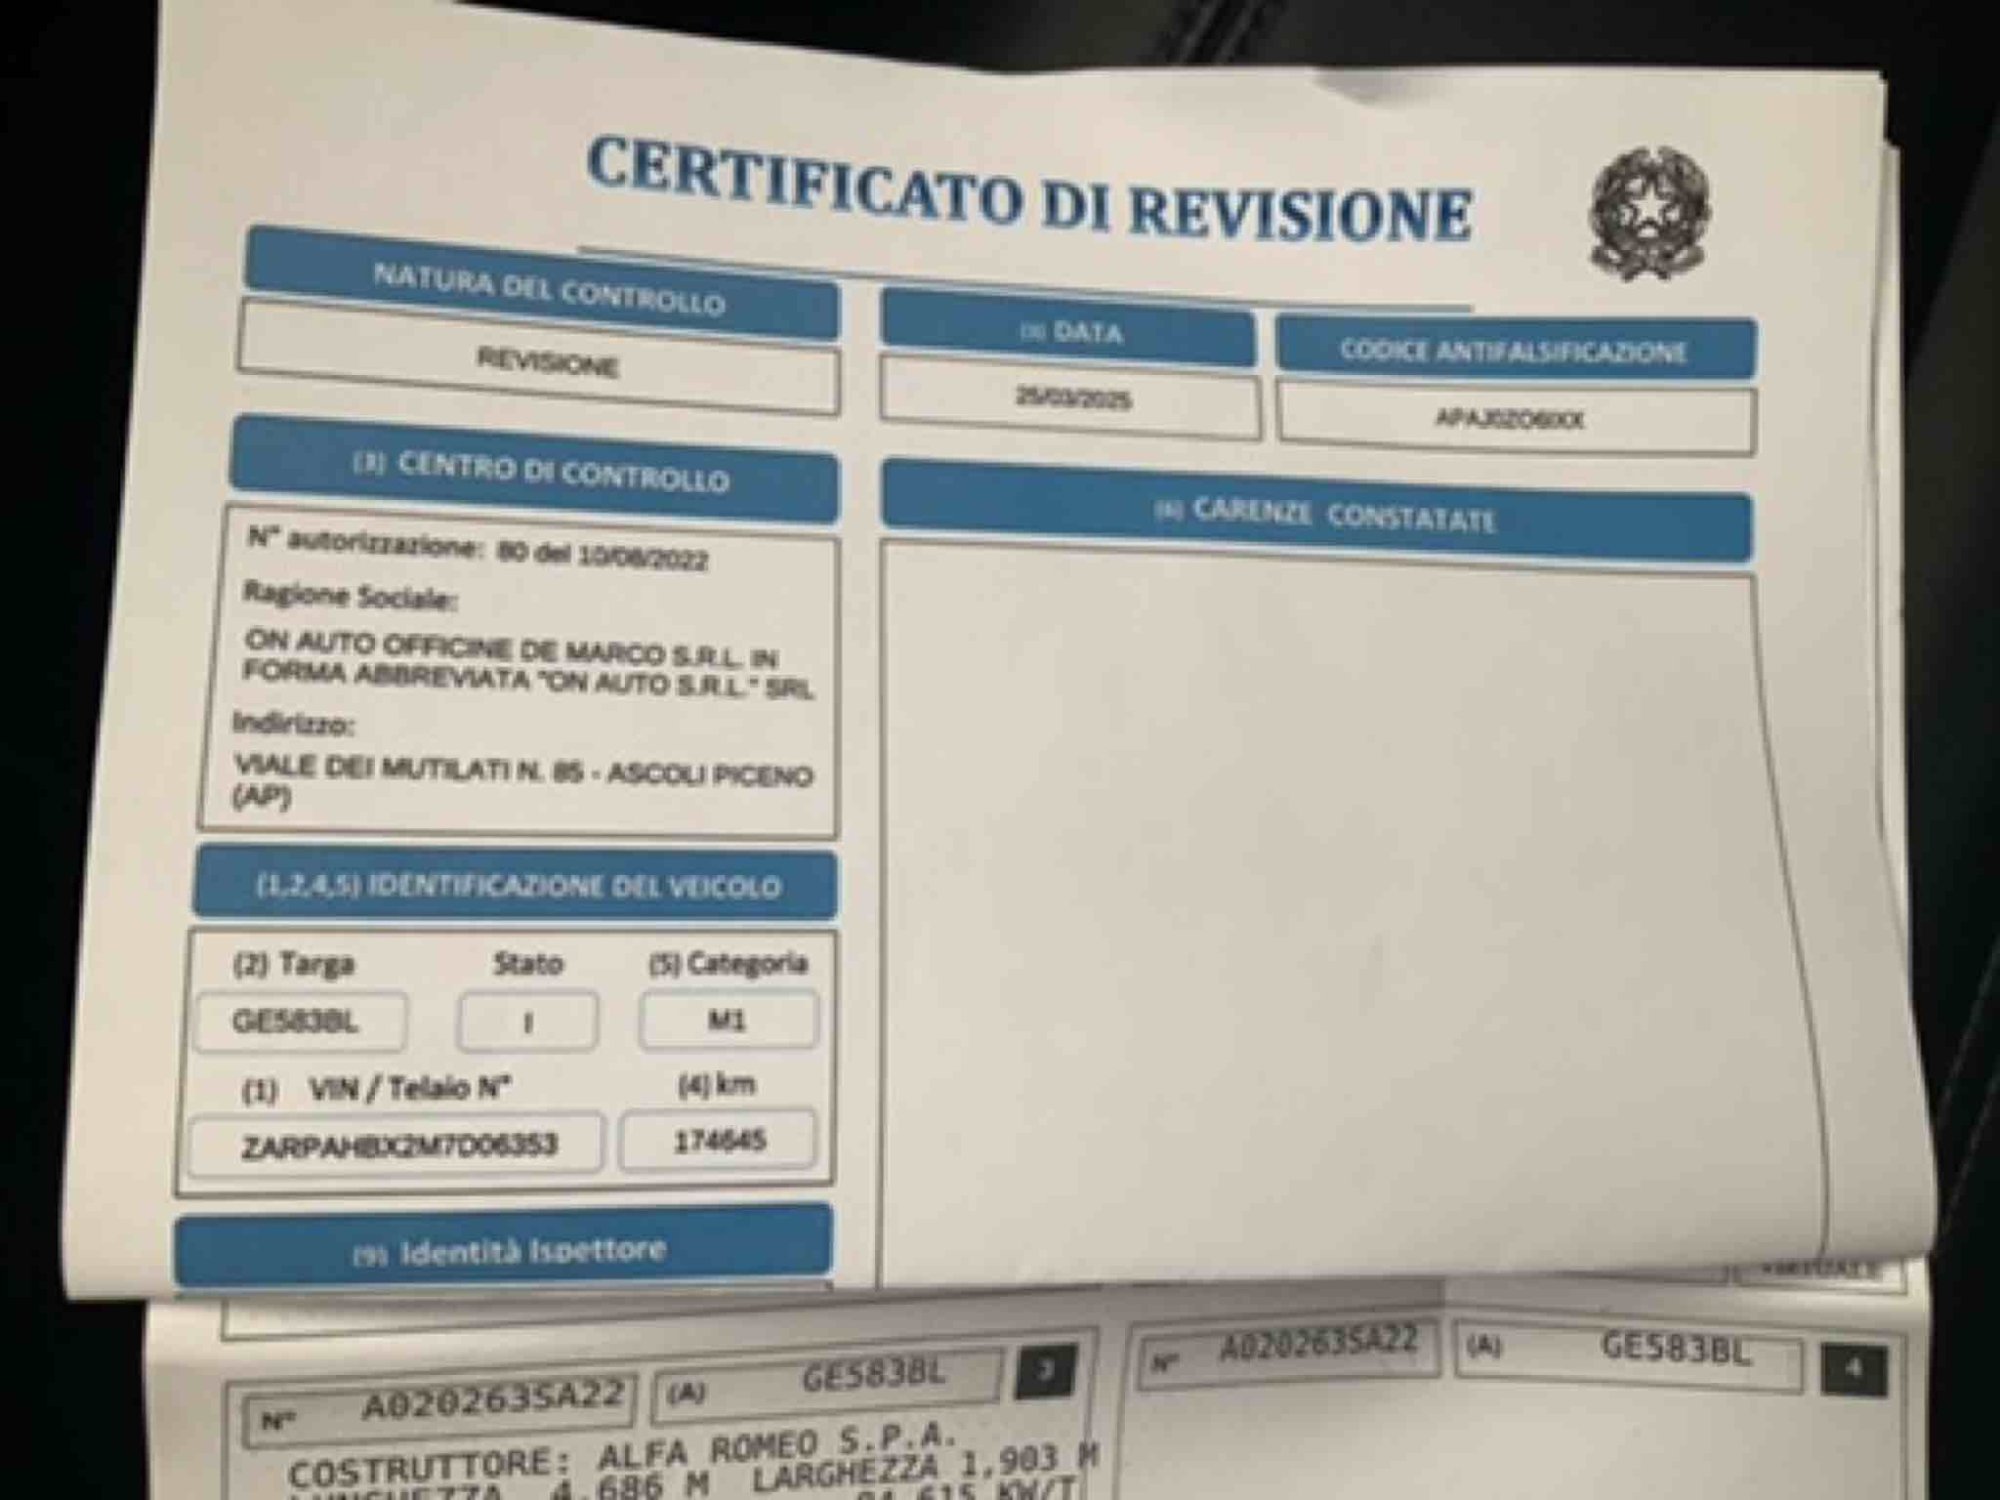 CERTIFICATO DI REVISIONE
NATURA DEL CONTROLLO
REVISIONE
DATA
25/03/2025
CODICE ANTIFALSIFICAZIONE
(3) CENTRO DI CONTROLLO
N° autorizzazione: 80 del 10/08/2022
Ragione Sociale:
ON AUTO OFFICINE DE MARCO S.R.L. IN
FORMA ABBREVIATA "ON AUTO S.R.L." SRL
Indirizzo:
VIALE DEI MUTILATI N. 85 - ASCOLI PICENO
(AP)
(6) CARENZE CONSTATATE
(1,2,4,5) IDENTIFICAZIONE DEL VEICOLO
(2) Targa Stato (5) Categoria
GE583BL I M1
(1) VIN / Telaio N° (4) km
ZARPAHBX2M7D06353 174645
(9) Identità Ispettore
N° A020263SA22 (A) GE583BL 3
COSTRUTTORE: ALFA ROMEO S.P.A.
LUNGHEZZA 4,686 M LARGHEZZA 1,903 M
KW/T
N° A020263SA22 (A) GE583BL 4